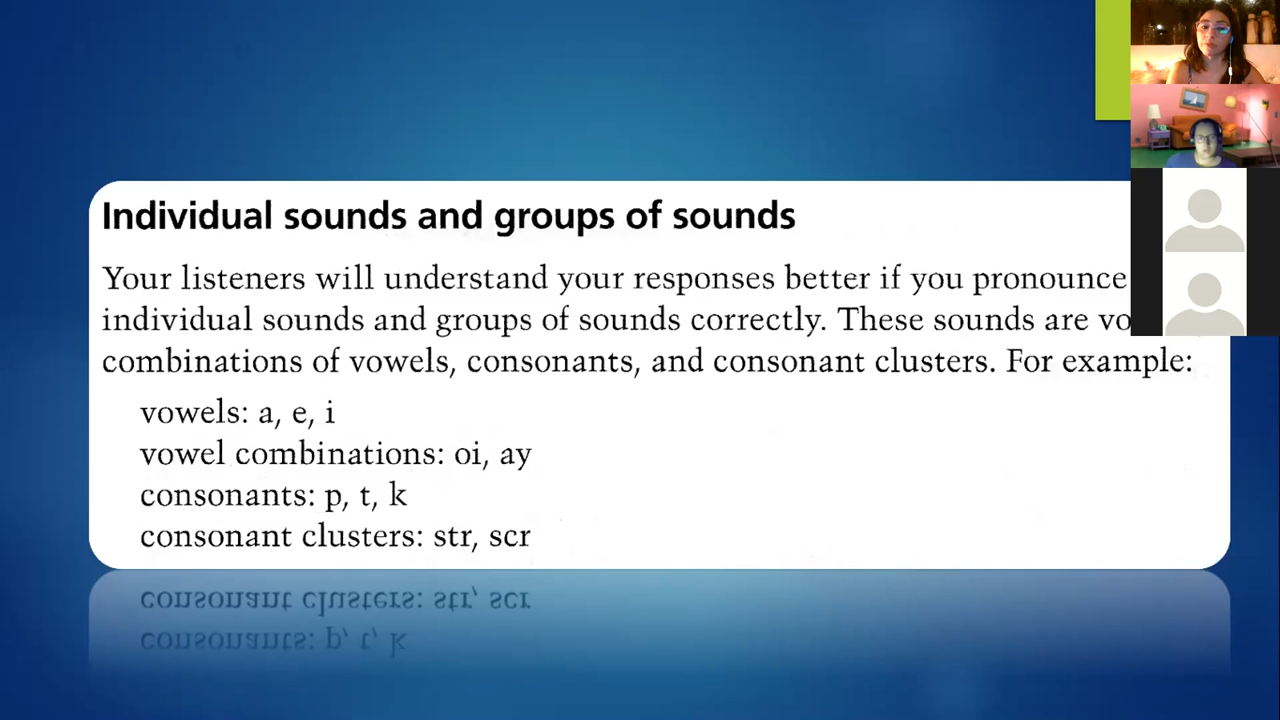 Individual sounds and groups of sounds
Your listeners will understand your responses better if you pronounce
individual sounds and groups of sounds correctly. These sounds are
combinations of vowels, consonants, and consonant clusters. For example:
vowels: a, e, i
vowel combinations: oi, ay
consonants: p, t, k
consonant clusters: str, scr